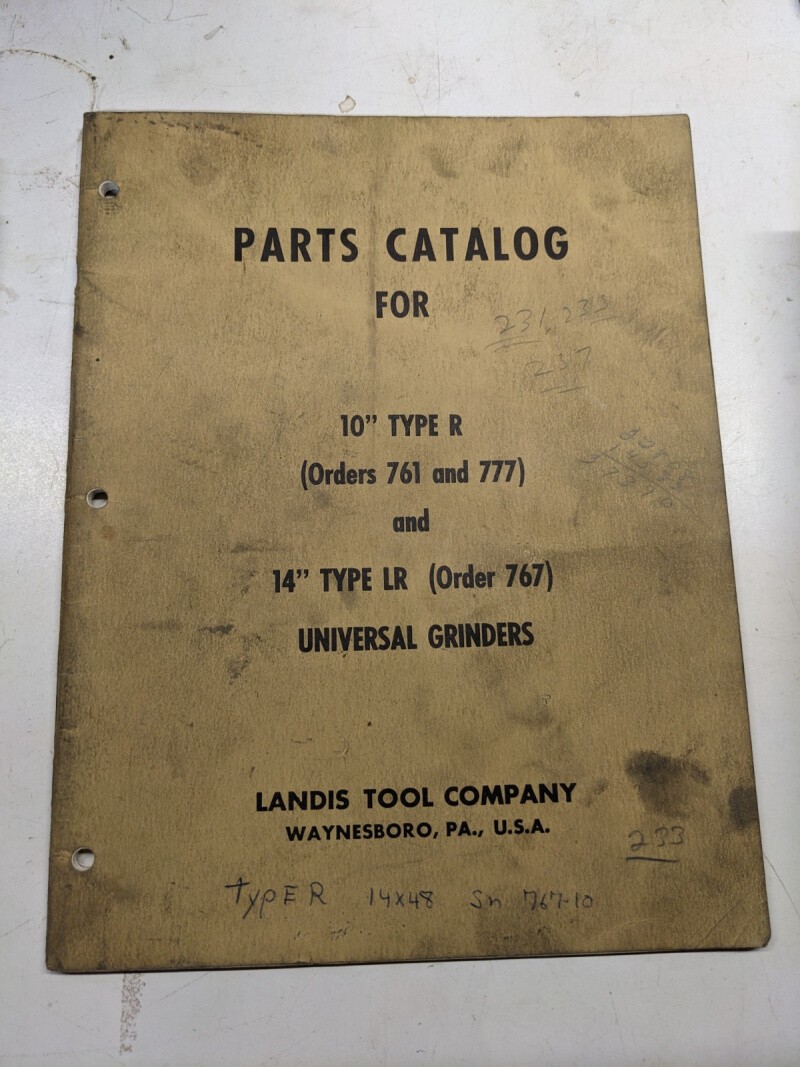 PARTS CATALOG
FOR
231, 233
237
10" TYPE R
(Orders 761 and 777)
and
14" TYPE LR (Order 767)
UNIVERSAL GRINDERS
LANDIS TOOL COMPANY
WAYNESBORO, PA., U.S.A.
233
TypE R 14x48 Sn 767-10